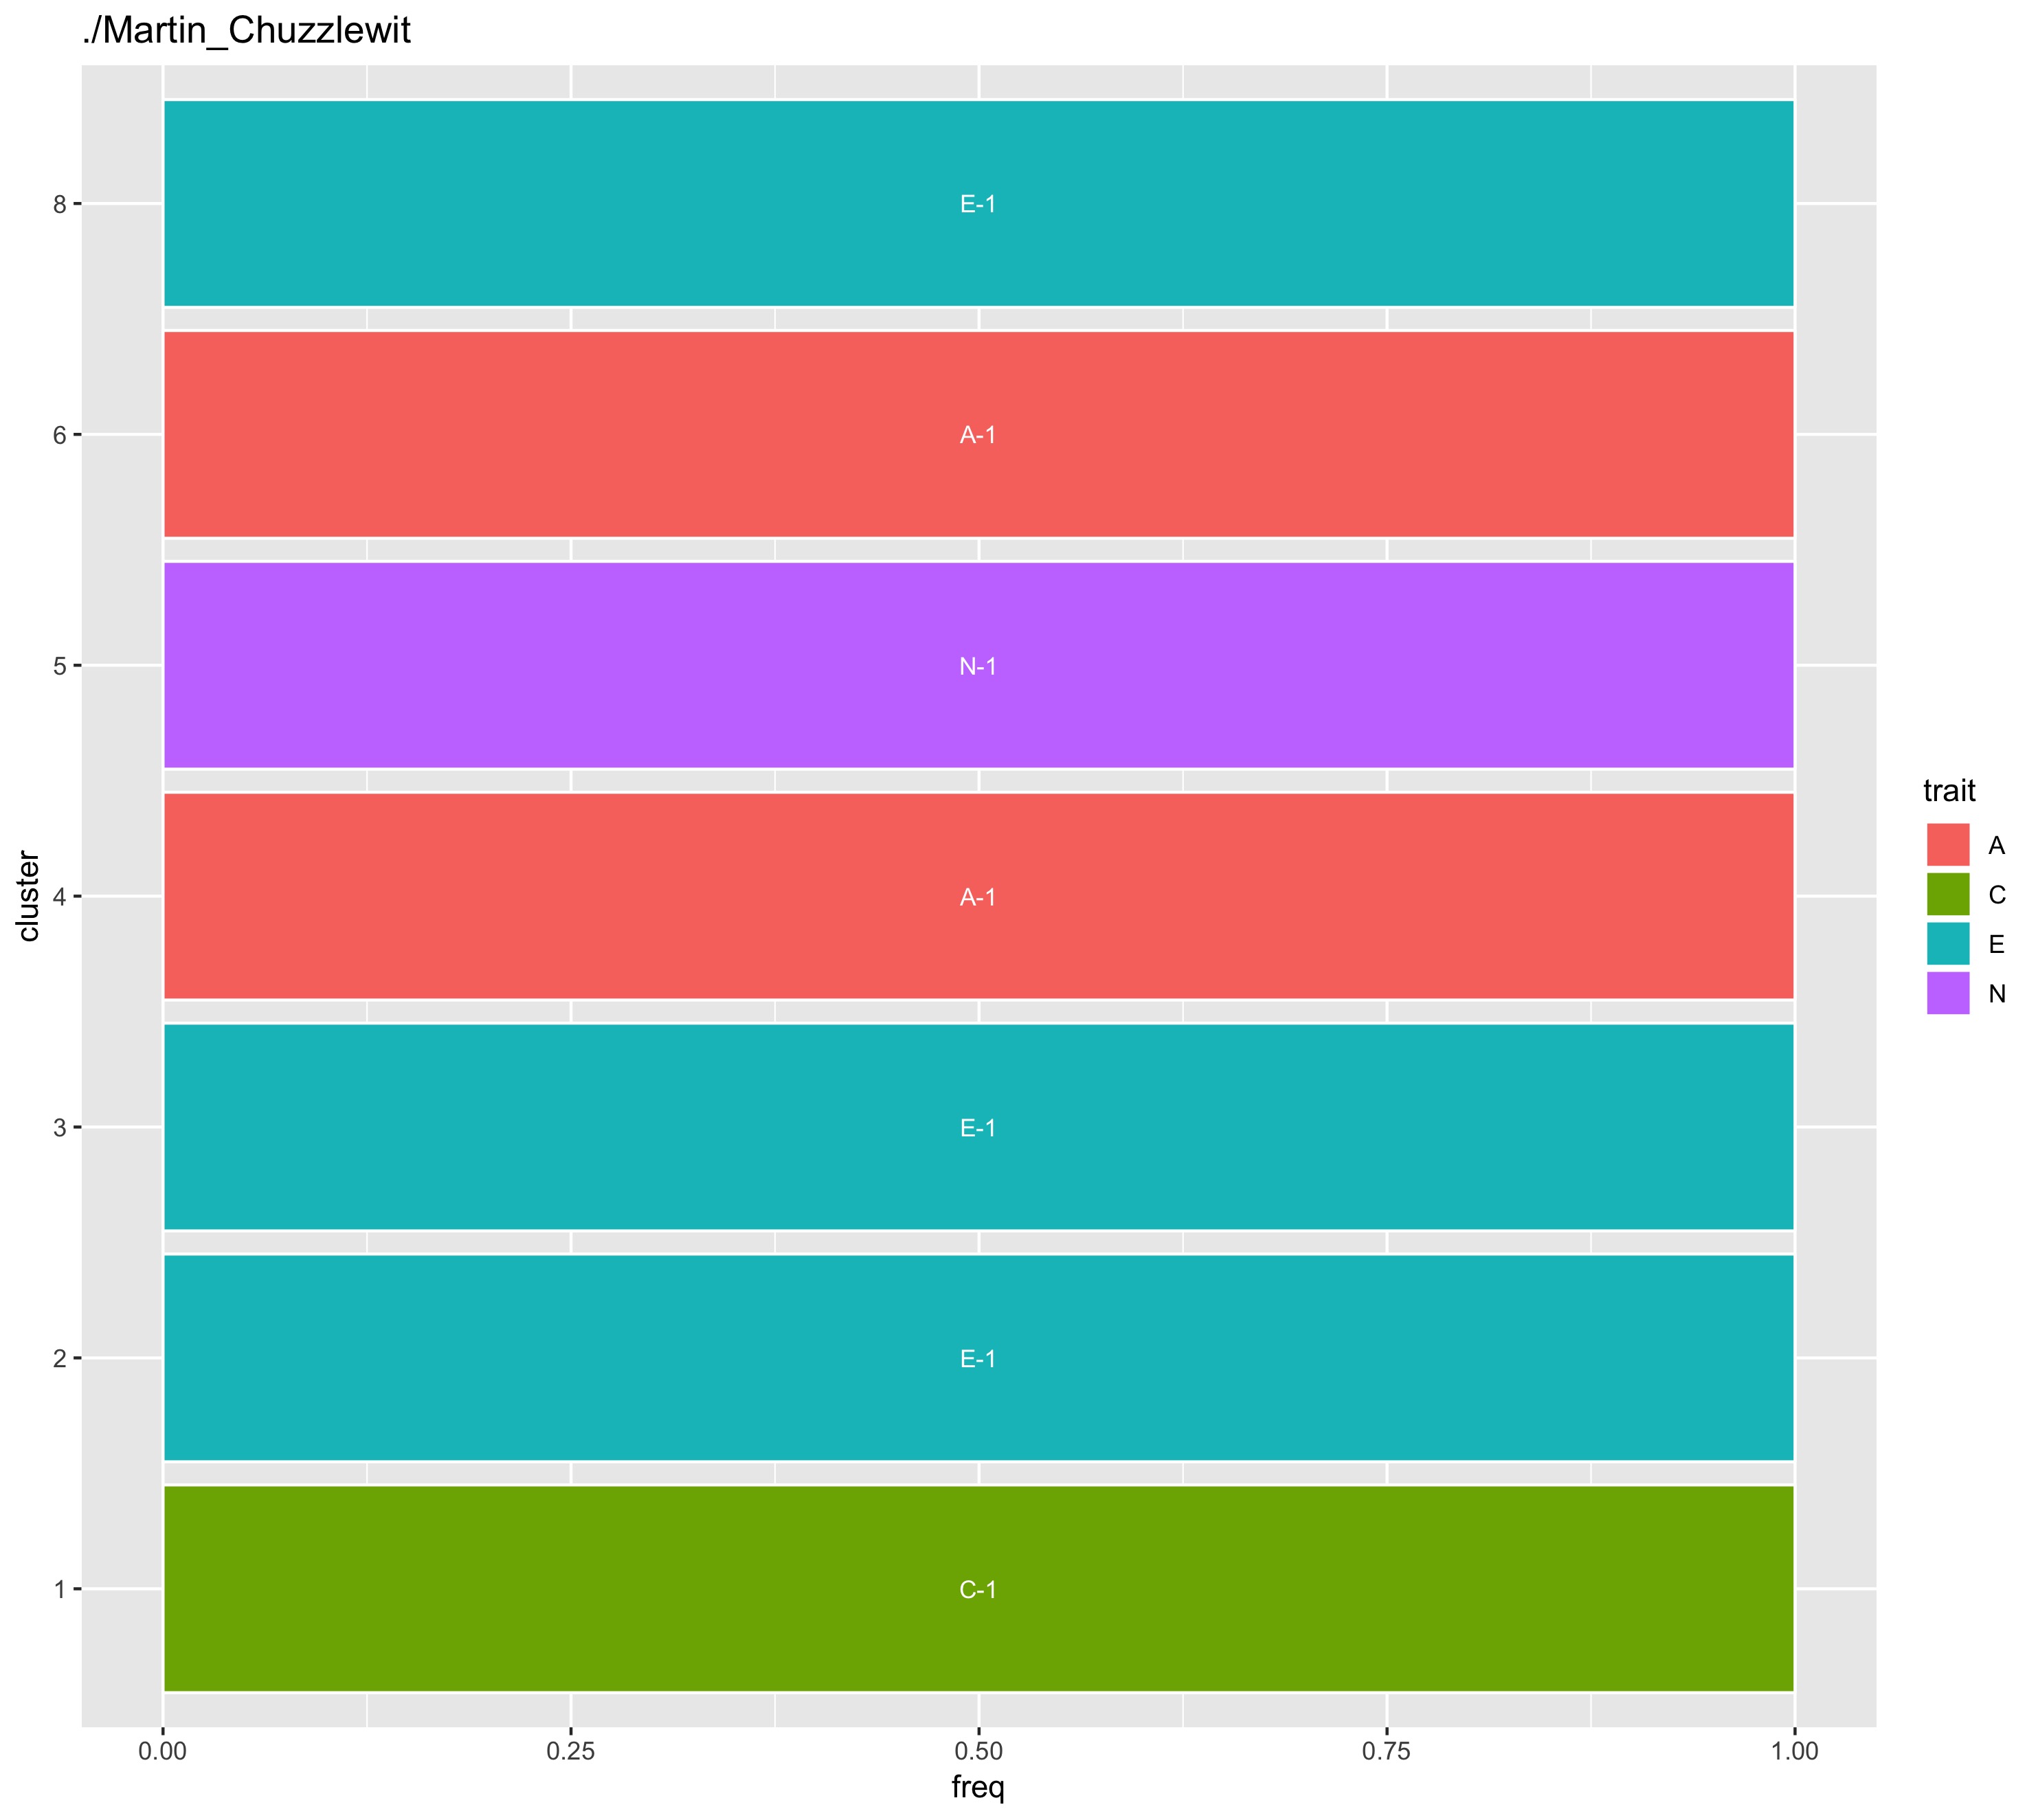 ./Martin_Chuzzlewit
8
E-1
6
A-1
5
N-1
4
A-1
3
E-1
2
E-1
1
C-1
cluster
0.00 0.25 0.50 0.75 1.00
freq
trait
A
C
E
N